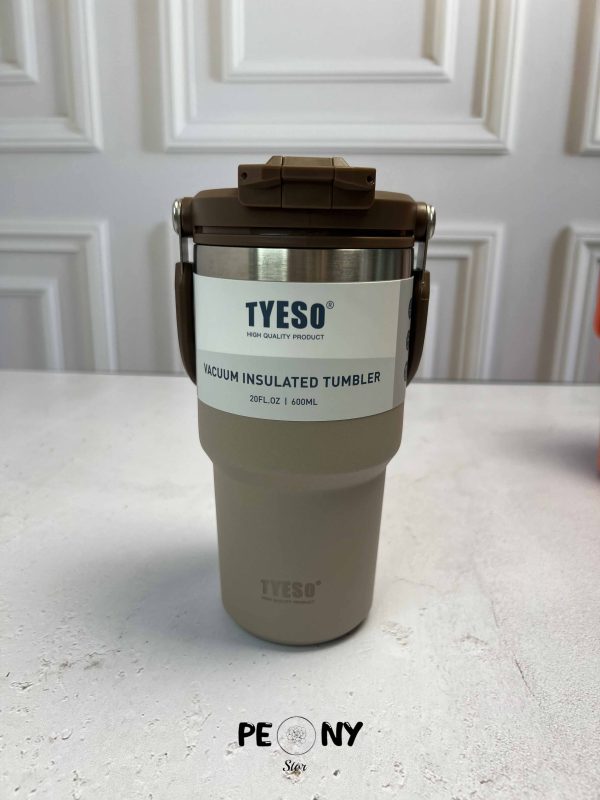 TYESO®
HIGH QUALITY PRODUCT
VACUUM INSULATED TUMBLER
20FL.OZ | 600ML
TYESO®
HIGH QUALITY PRODUCT
PEONY
Stor